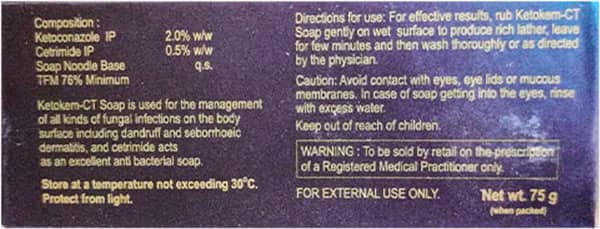 Composition :
Ketoconazole IP 2.0% w/w
Cetrimide IP 0.5% w/w
Soap Noodle Base q.s.
TFM 76% Minimum
Ketokem-CT Soap is used for the management
of all kinds of fungal infections on the body
surface including dandruff and seborrhoeic
dermatitis, and cetrimide acts
as an excellent anti bacterial soap.
Store at a temperature not exceeding 30°C.
Protect from light.
Directions for use: For effective results, rub Ketokem-CT
Soap gently on wet surface to produce rich lather, leave
for few minutes and then wash thoroughly or as directed
by the physician.
Caution: Avoid contact with eyes, eye lids or mucous
membranes. In case of soap getting into the eyes, rinse
with excess water.
Keep out of reach of children.
WARNING : To be sold by retail on the prescription
of a Registered Medical Practitioner only.
FOR EXTERNAL USE ONLY.
Net wt. 75 g
(when packed)